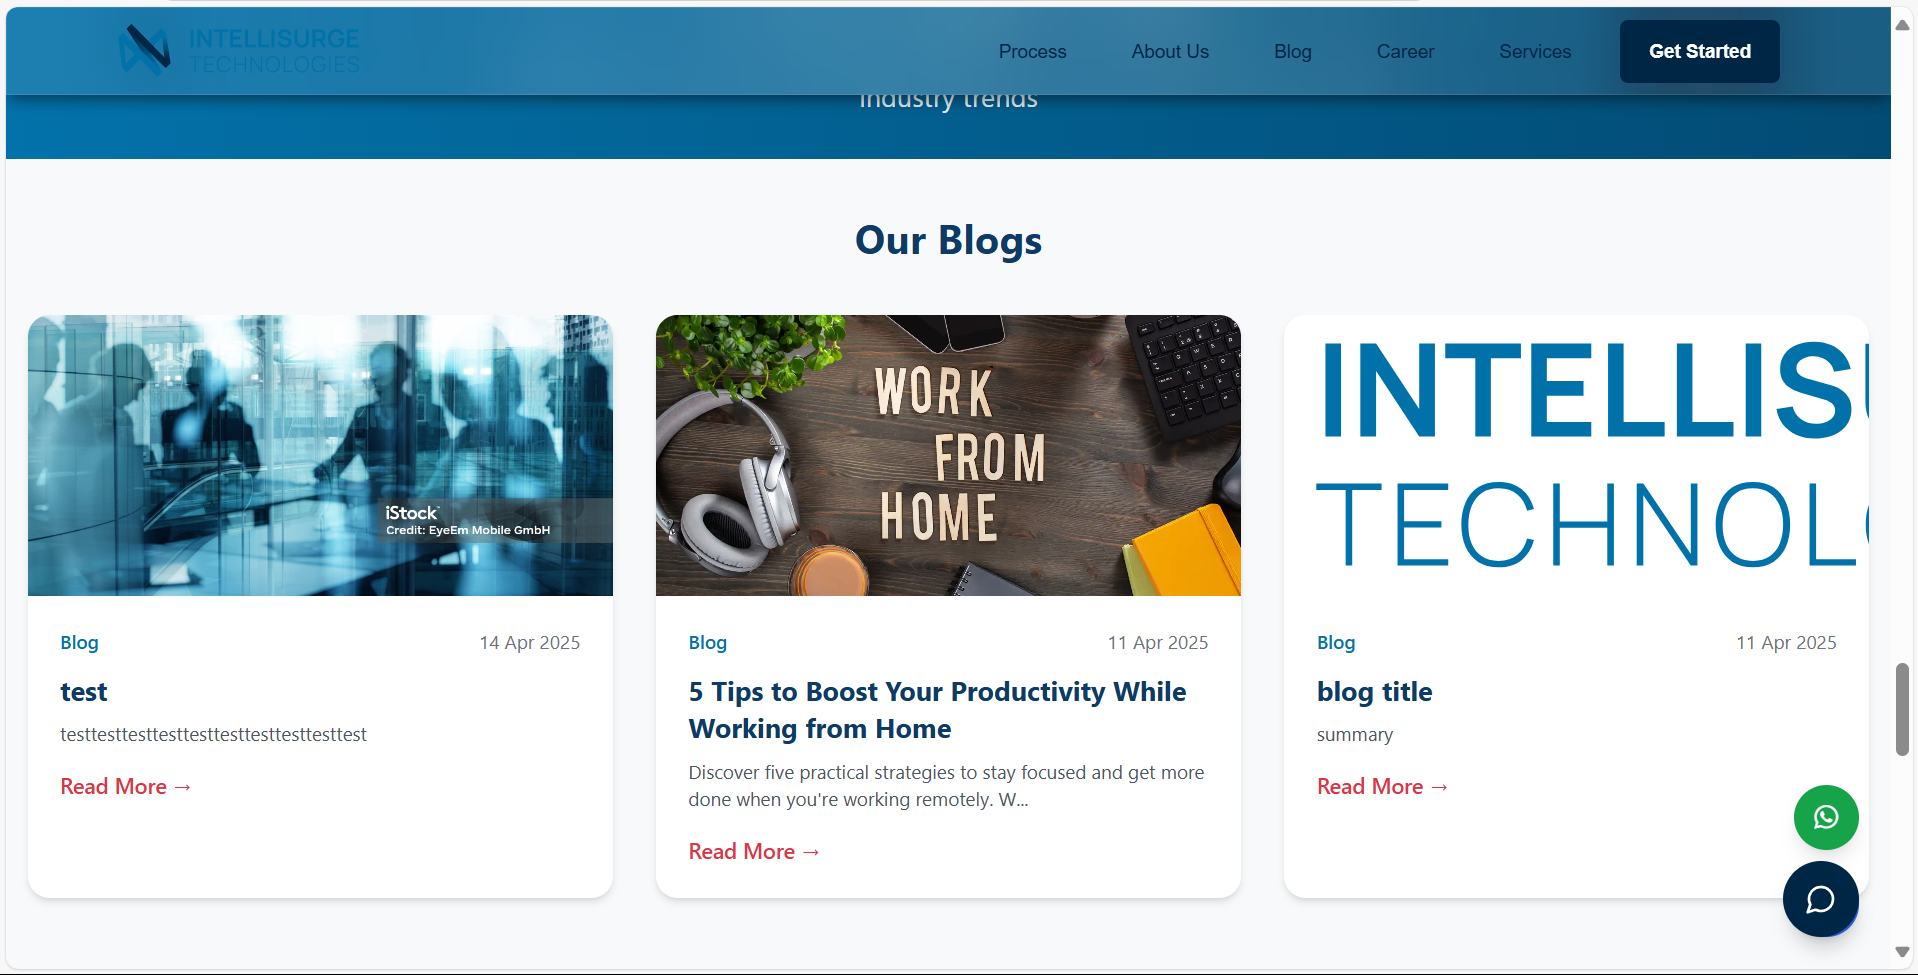 INTELLISURGE
TECHNOLOGIES
Process
About Us
Blog
Career
Services
Get Started
industry trends
Our Blogs
iStock
Credit: EyeEm Mobile GmbH
Blog
14 Apr 2025
test
testtesttesttesttesttesttesttesttesttest
Read More →
WORK
FROM
HOME
Blog
11 Apr 2025
5 Tips to Boost Your Productivity While
Working from Home
Discover five practical strategies to stay focused and get more
done when you're working remotely. W...
Read More →
INTELLIS
TECHNOL
Blog
11 Apr 2025
blog title
summary
Read More →